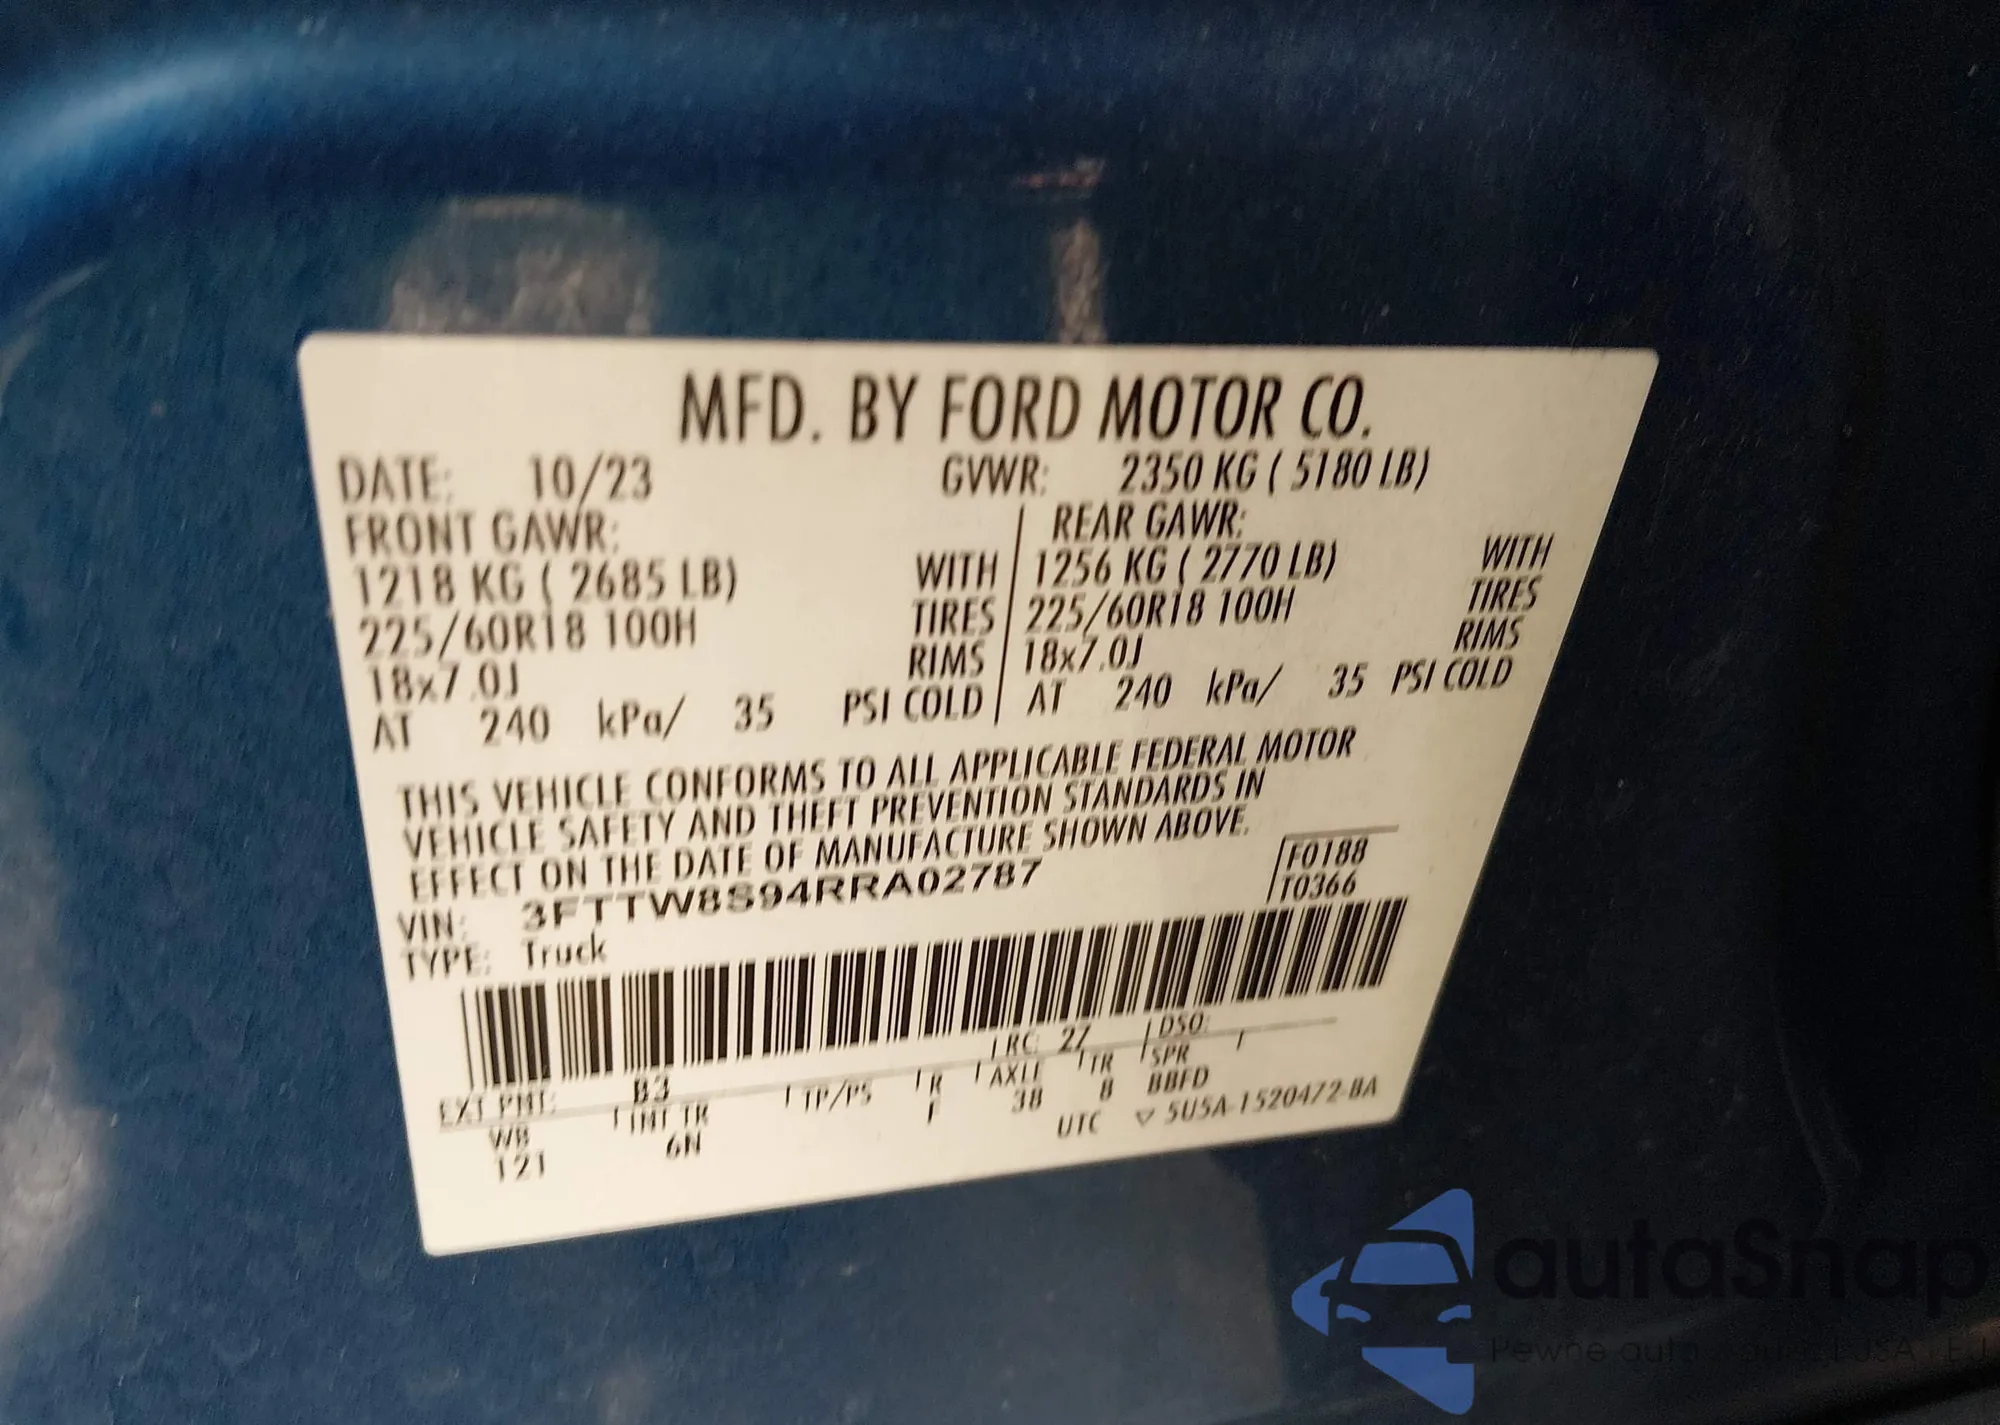 MFD. BY FORD MOTOR CO.
DATE: 10/23 GVWR: 2350 KG ( 5180 LB)
FRONT GAWR: REAR GAWR:
1218 KG ( 2685 LB) WITH 1256 KG ( 2770 LB) WITH
225/60R18 100H TIRES 225/60R18 100H TIRES
18x7.0J RIMS 18x7.0J RIMS
AT 240 kPa/ 35 PSI COLD AT 240 kPa/ 35 PSI COLD
THIS VEHICLE CONFORMS TO ALL APPLICABLE FEDERAL MOTOR
VEHICLE SAFETY AND THEFT PREVENTION STANDARDS IN
EFFECT ON THE DATE OF MANUFACTURE SHOWN ABOVE.
VIN: 3FTTW8S94RRA02787 F0188
TYPE: Truck T0366
EXT PNT: B3 RC: 27 DSO:
WB INT TR TP/PS R AXLE TR SPR
121 6N F 38 8 BBFD
UTC ▽ 5U5A-1520472-BA
autaSnap
Pewne auta